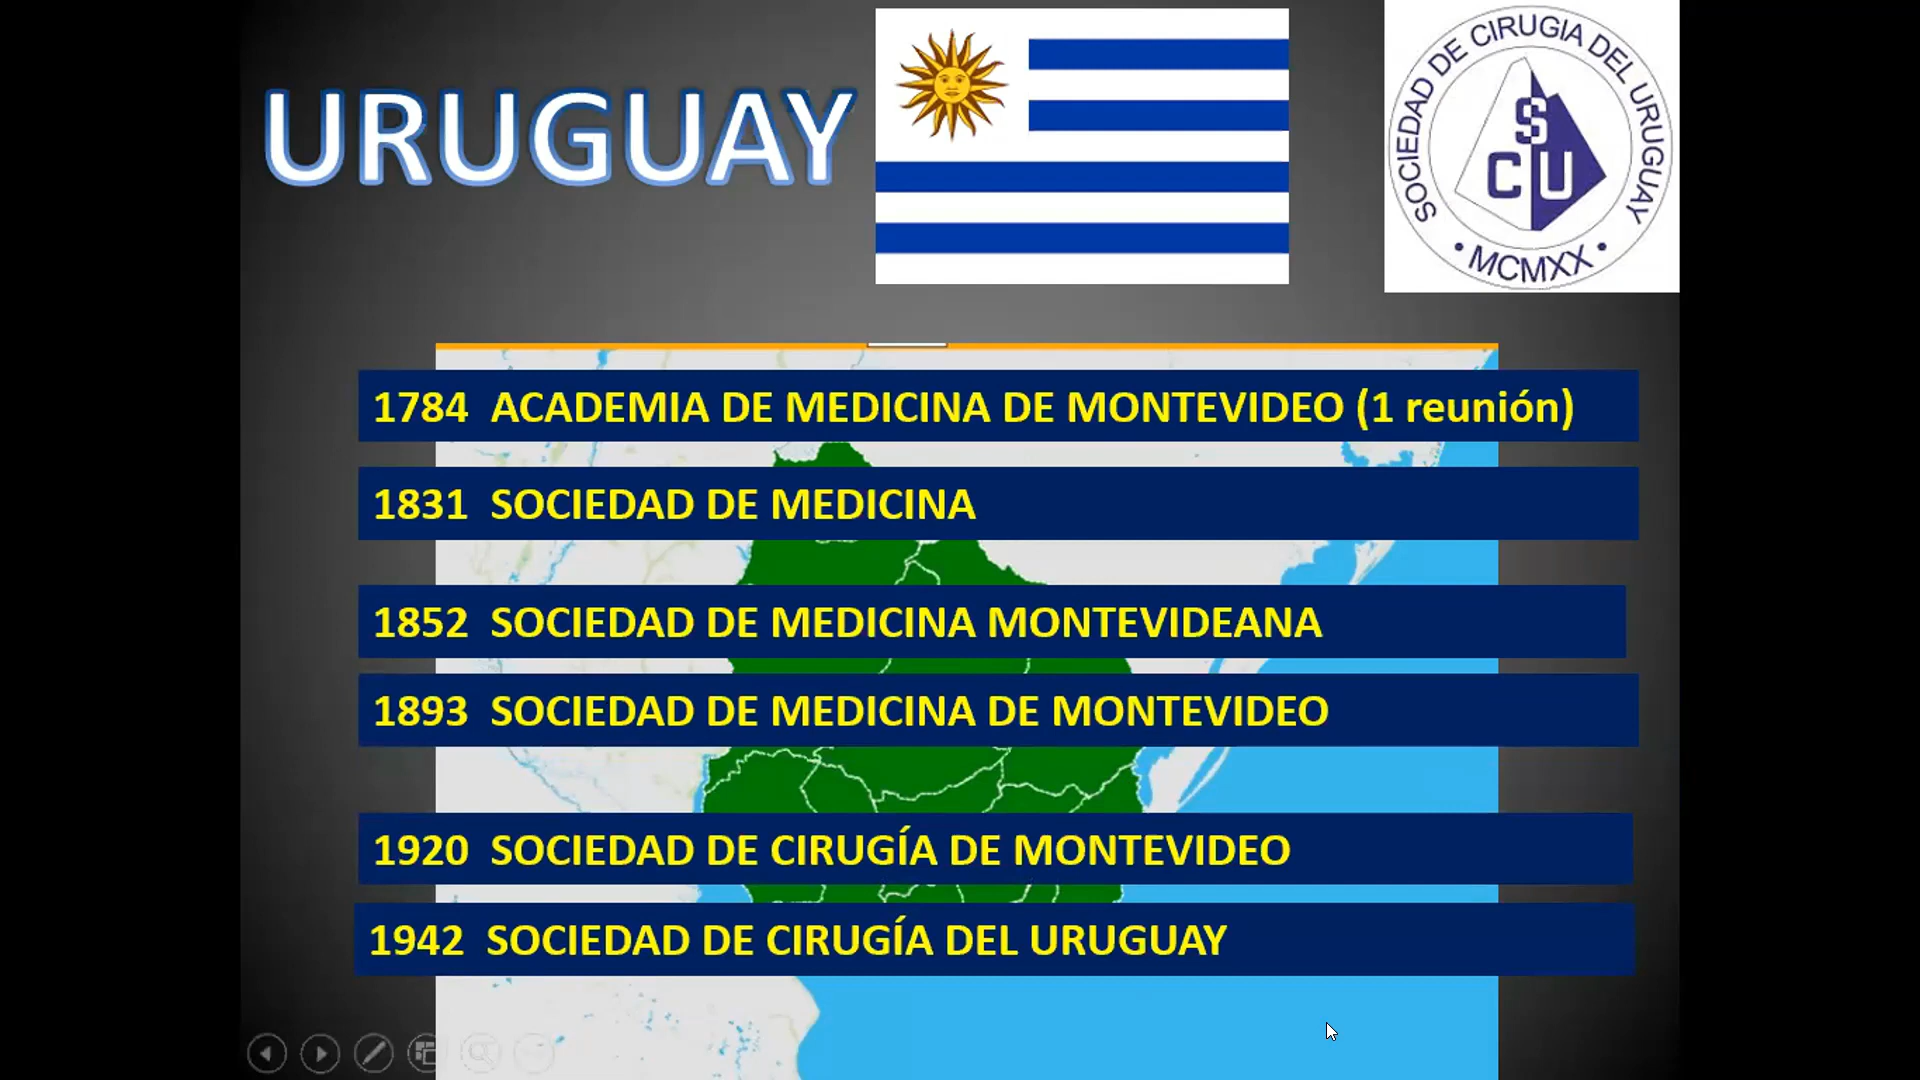 URUGUAY
SOCIEDAD DE CIRUGIA DEL URUGUAY
S
C U
• MCMXX •
1784 ACADEMIA DE MEDICINA DE MONTEVIDEO (1 reunión)
1831 SOCIEDAD DE MEDICINA
1852 SOCIEDAD DE MEDICINA MONTEVIDEANA
1893 SOCIEDAD DE MEDICINA DE MONTEVIDEO
1920 SOCIEDAD DE CIRUGÍA DE MONTEVIDEO
1942 SOCIEDAD DE CIRUGÍA DEL URUGUAY